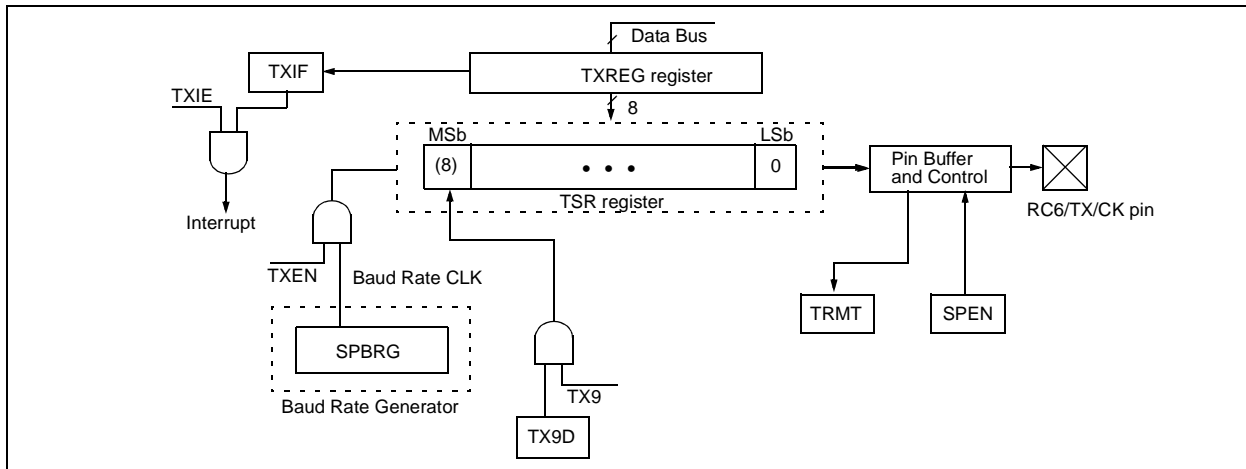 Data Bus
TXIF
TXREG register
TXIE
8
MSb
LSb
(8)
• • •
0
Pin Buffer
and Control
TSR register
Interrupt
RC6/TX/CK pin
TXEN
Baud Rate CLK
TRMT
SPEN
SPBRG
TX9
Baud Rate Generator
TX9D